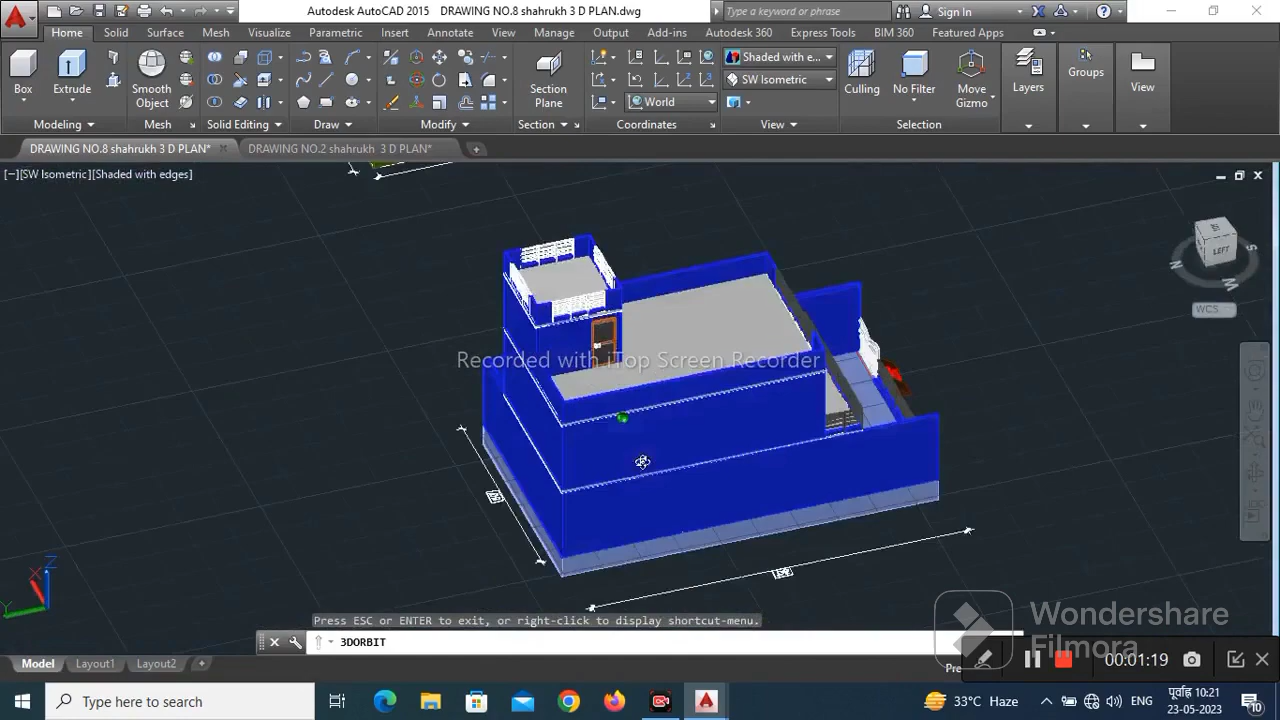 Autodesk AutoCAD 2015 DRAWING NO.8 shahrukh 3 D PLAN.dwg
Type a keyword or phrase
Sign In
Home Solid Surface Mesh Visualize Parametric Insert Annotate View Manage Output Add-ins Autodesk 360 Express Tools BIM 360 Featured Apps
Shaded with e...
SW Isometric
World
Box Extrude Smooth Object Section Plane Culling No Filter Move Gizmo Layers Groups View
Modeling Mesh Solid Editing Draw Modify Section Coordinates View Selection
DRAWING NO.8 shahrukh 3 D PLAN* DRAWING NO.2 shahrukh 3 D PLAN*
[−][SW Isometric][Shaded with edges]
LEFT
S
N
W
WCS
Recorded with iTop Screen Recorder
X
Z
Y
Press ESC or ENTER to exit, or right-click to display shortcut-menu.
3DORBIT
Wondershare
Filmora
Model Layout1 Layout2
Pre
00:01:19
Type here to search
33°C Haze
ENG
पूर्वाह्न 10:21
23-05-2023
10